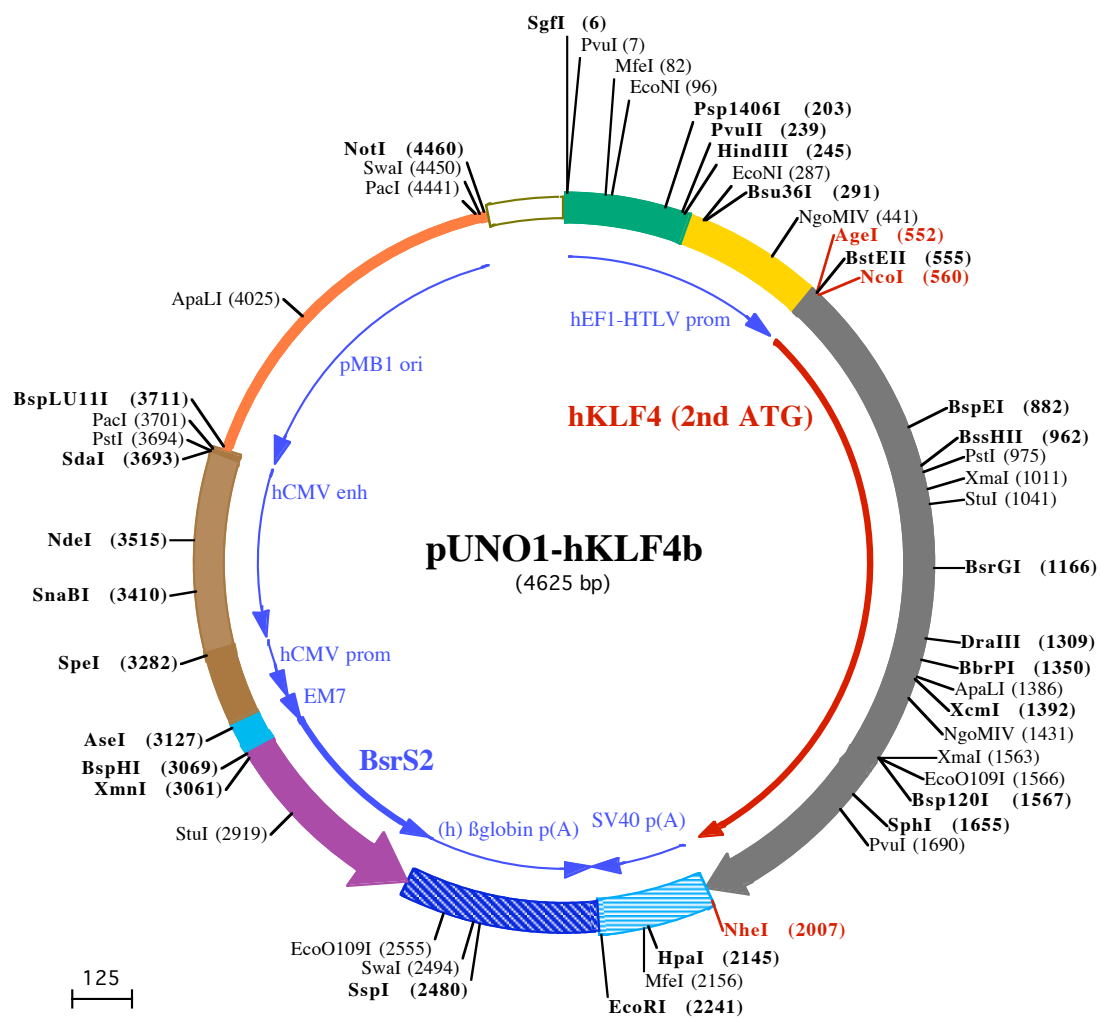 SgfI (6)
PvuI (7)
MfeI (82)
EcoNI (96)
Psp1406I (203)
PvuII (239)
HindIII (245)
EcoNI (287)
Bsu36I (291)
NgoMIV (441)
AgeI (552)
BstEII (555)
NcoI (560)
BspEI (882)
BssHII (962)
PstI (975)
XmaI (1011)
StuI (1041)
BsrGI (1166)
DraIII (1309)
BbrPI (1350)
ApaLI (1386)
XcmI (1392)
NgoMIV (1431)
XmaI (1563)
EcoO109I (1566)
Bsp120I (1567)
SphI (1655)
PvuI (1690)
NheI (2007)
HpaI (2145)
MfeI (2156)
EcoRI (2241)
SspI (2480)
SwaI (2494)
EcoO109I (2555)
StuI (2919)
XmnI (3061)
BspHI (3069)
AseI (3127)
SpeI (3282)
SnaBI (3410)
NdeI (3515)
SdaI (3693)
PstI (3694)
PacI (3701)
BspLU11I (3711)
ApaLI (4025)
PacI (4441)
SwaI (4450)
NotI (4460)
hEF1-HTLV prom
hKLF4 (2nd ATG)
SV40 p(A)
(h) ßglobin p(A)
BsrS2
EM7
hCMV prom
hCMV enh
pMB1 ori
pUNO1-hKLF4b
(4625 bp)
125